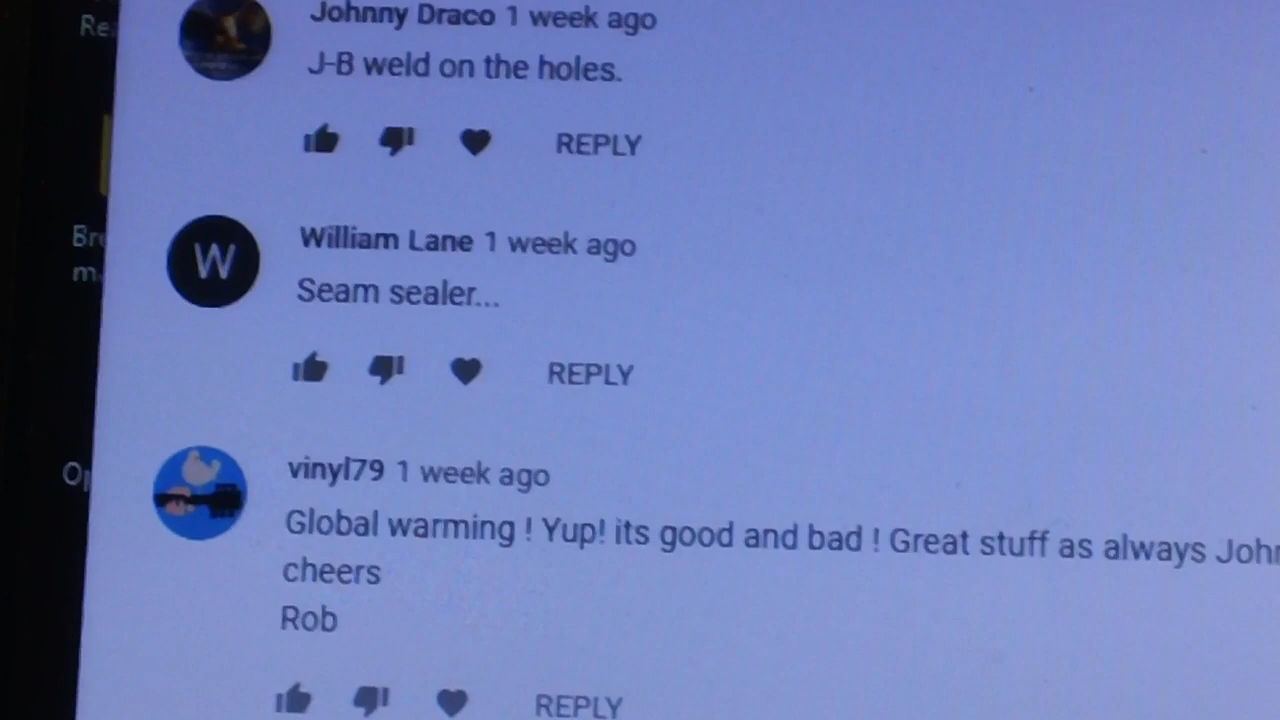 Johnny Draco 1 week ago
J-B weld on the holes.
REPLY
W
William Lane 1 week ago
Seam sealer...
REPLY
vinyl79 1 week ago
Global warming ! Yup! its good and bad ! Great stuff as always John
cheers
Rob
REPLY